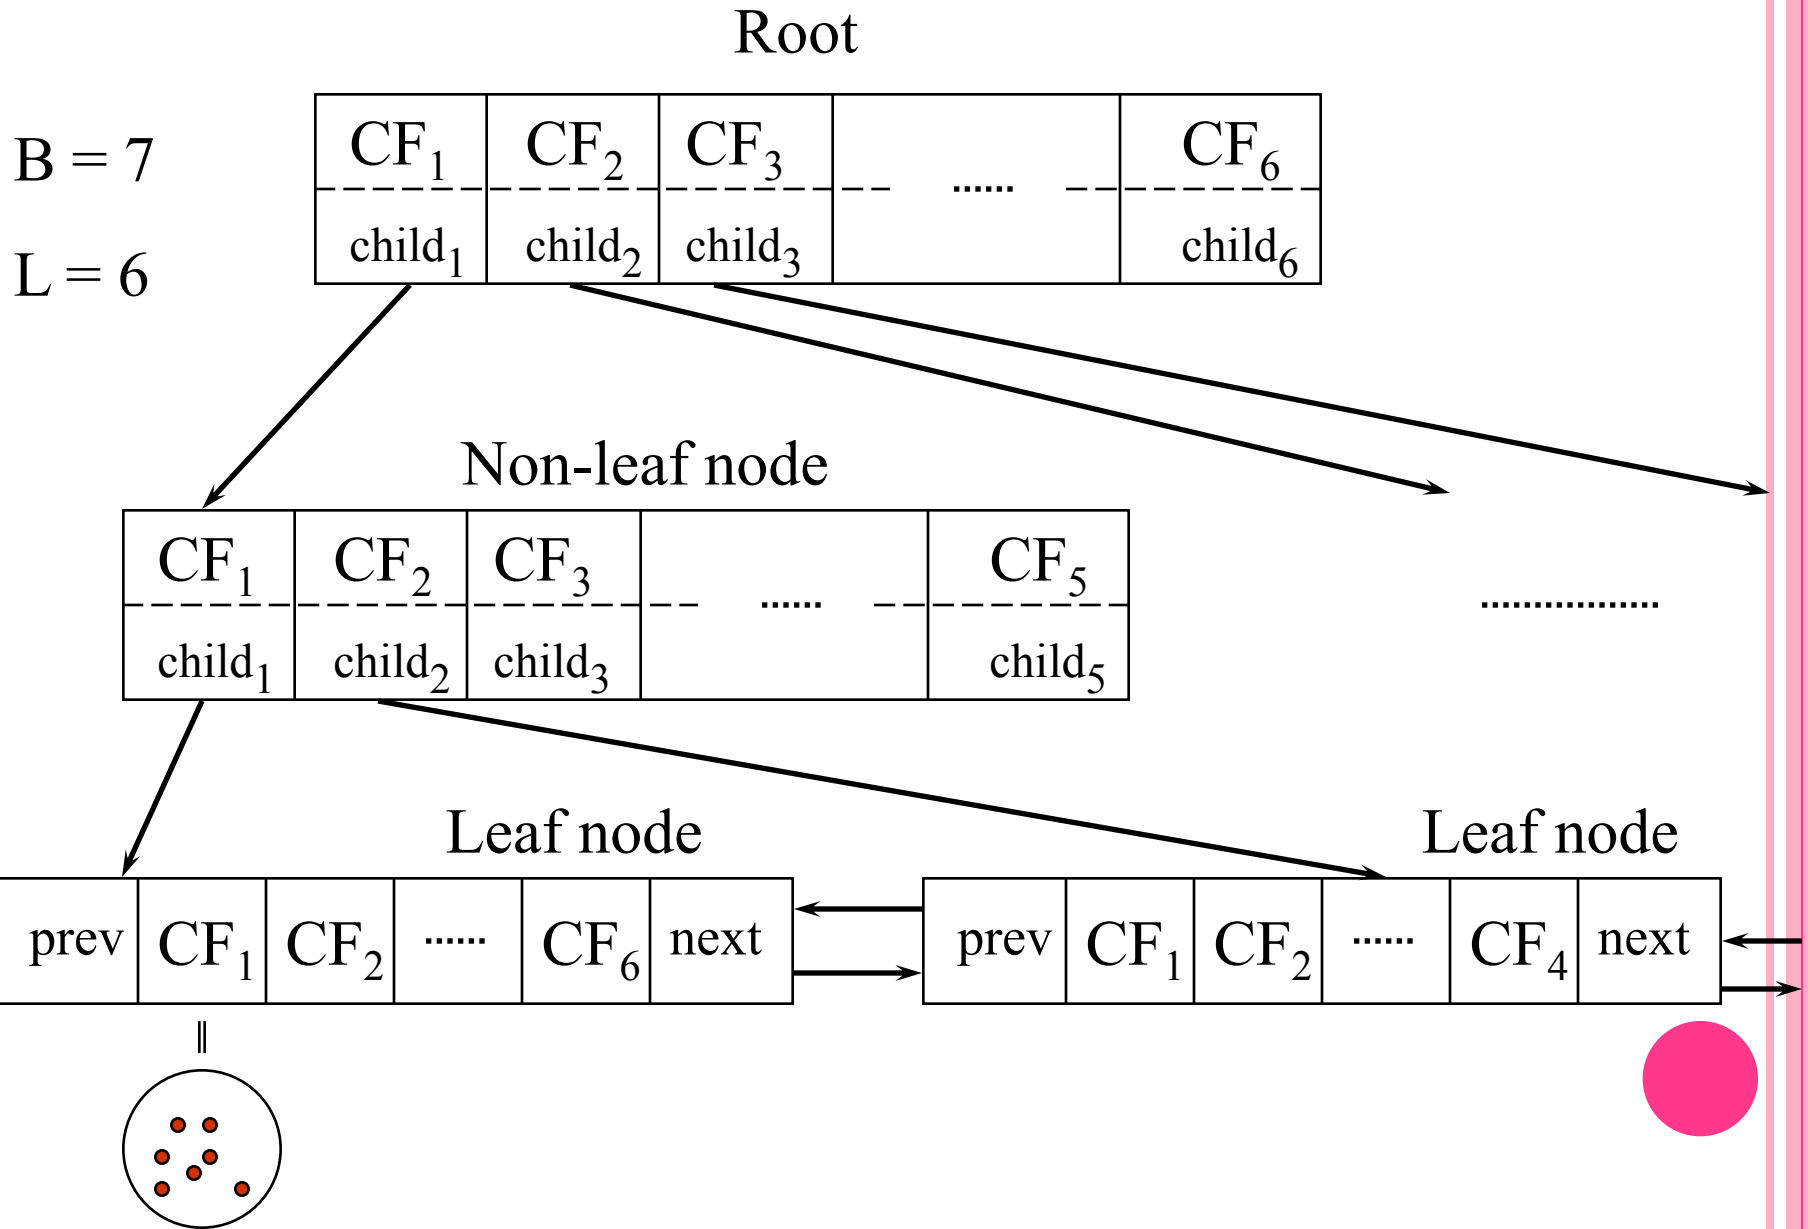 Root
B = 7
CF1 CF2 CF3 ...... CF6
L = 6
child1 child2 child3 child6
Non-leaf node
CF1 CF2 CF3 ...... CF5
child1 child2 child3 child5
Leaf node Leaf node
prev CF1 CF2 ...... CF6 next prev CF1 CF2 ...... CF4 next